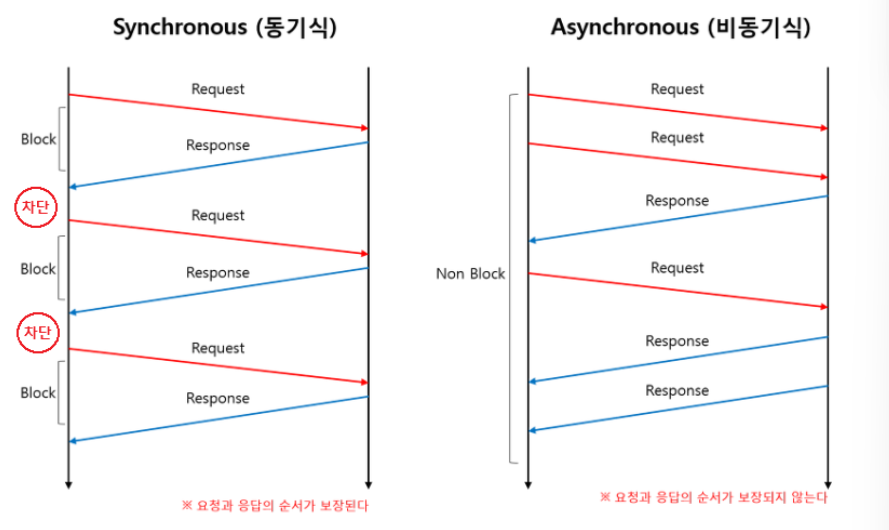 Synchronous (동기식)
Request
Block
Response
차단
Request
Block
Response
차단
Request
Block
Response
※ 요청과 응답의 순서가 보장된다
Asynchronous (비동기식)
Request
Request
Response
Non Block
Request
Response
Response
※ 요청과 응답의 순서가 보장되지 않는다